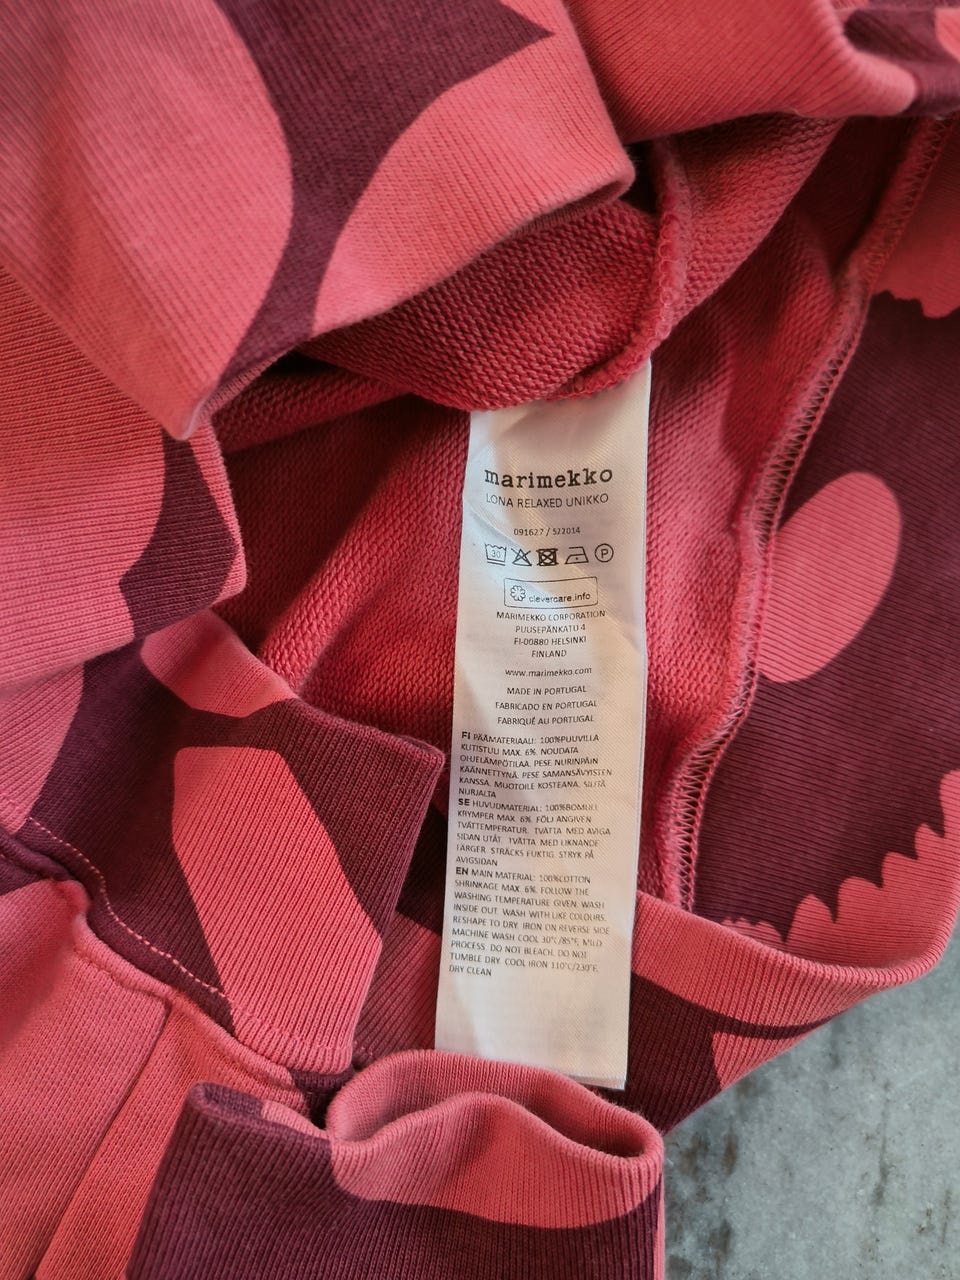 marimekko
LONA RELAXED UNIKKO
091627 / 522014
30 P
clevercare.info
MARIMEKKO CORPORATION
PUUSEPÄNKATU 4
FI-00880 HELSINKI
FINLAND
www.marimekko.com
MADE IN PORTUGAL
FABRICADO EN PORTUGAL
FABRIQUÉ AU PORTUGAL
FI PÄÄMATERIAALI: 100%PUUVILLA
KUTISTUU MAX. 6%. NOUDATA
OHJELÄMPÖTILAA. PESE NURINPÄIN
KÄÄNNETTYNÄ. PESE SAMANSÄVYISTEN
KANSSA. MUOTOILE KOSTEANA. SILITÄ
NURJALTA
SE HUVUDMATERIAL: 100%BOMULL
KRYMPER MAX. 6%. FÖLJ ANGIVEN
TVÄTTEMPERATUR. TVÄTTA MED AVIGA
SIDAN UTÅT. TVÄTTA MED LIKNANDE
FÄRGER. STRÄCKS FUKTIG. STRYK PÅ
AVIGSIDAN
EN MAIN MATERIAL: 100%COTTON
SHRINKAGE MAX. 6%. FOLLOW THE
WASHING TEMPERATURE GIVEN. WASH
INSIDE OUT. WASH WITH LIKE COLOURS.
RESHAPE TO DRY. IRON ON REVERSE SIDE
MACHINE WASH COOL 30°C/85°F, MILD
PROCESS. DO NOT BLEACH. DO NOT
TUMBLE DRY. COOL IRON 110°C/230°F.
DRY CLEAN